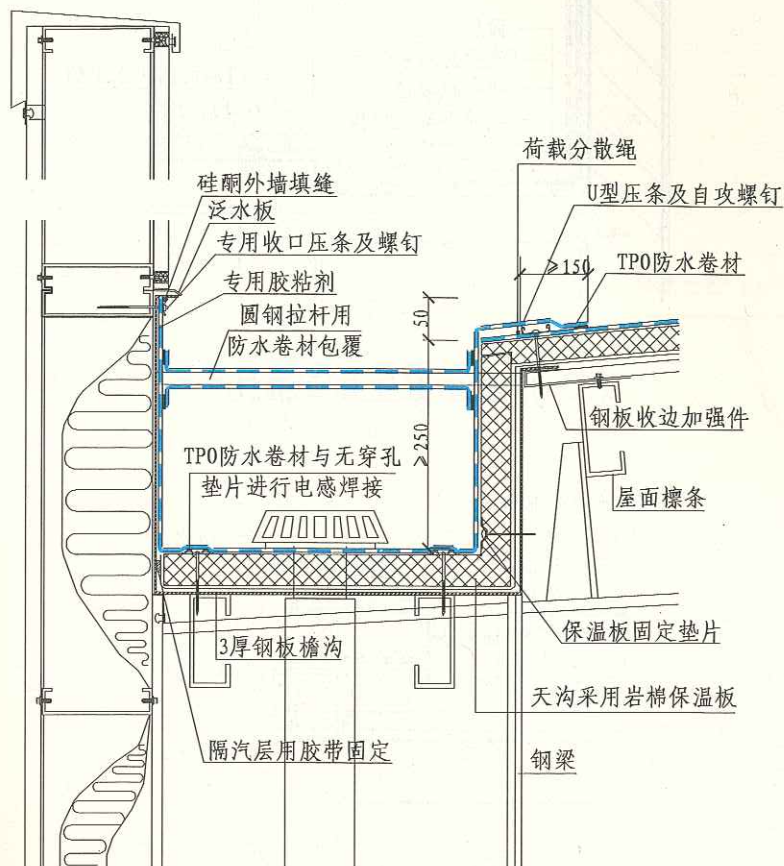 荷载分散绳
硅酮外墙填缝
U型压条及自攻螺钉
泛水板
专用收口压条及螺钉
≥150
TPO防水卷材
专用胶粘剂
圆钢拉杆用
防水卷材包覆
50
钢板收边加强件
≥250
TPO防水卷材与无穿孔
垫片进行电感焊接
屋面檩条
保温板固定垫片
3厚钢板檐沟
天沟采用岩棉保温板
隔汽层用胶带固定
钢梁